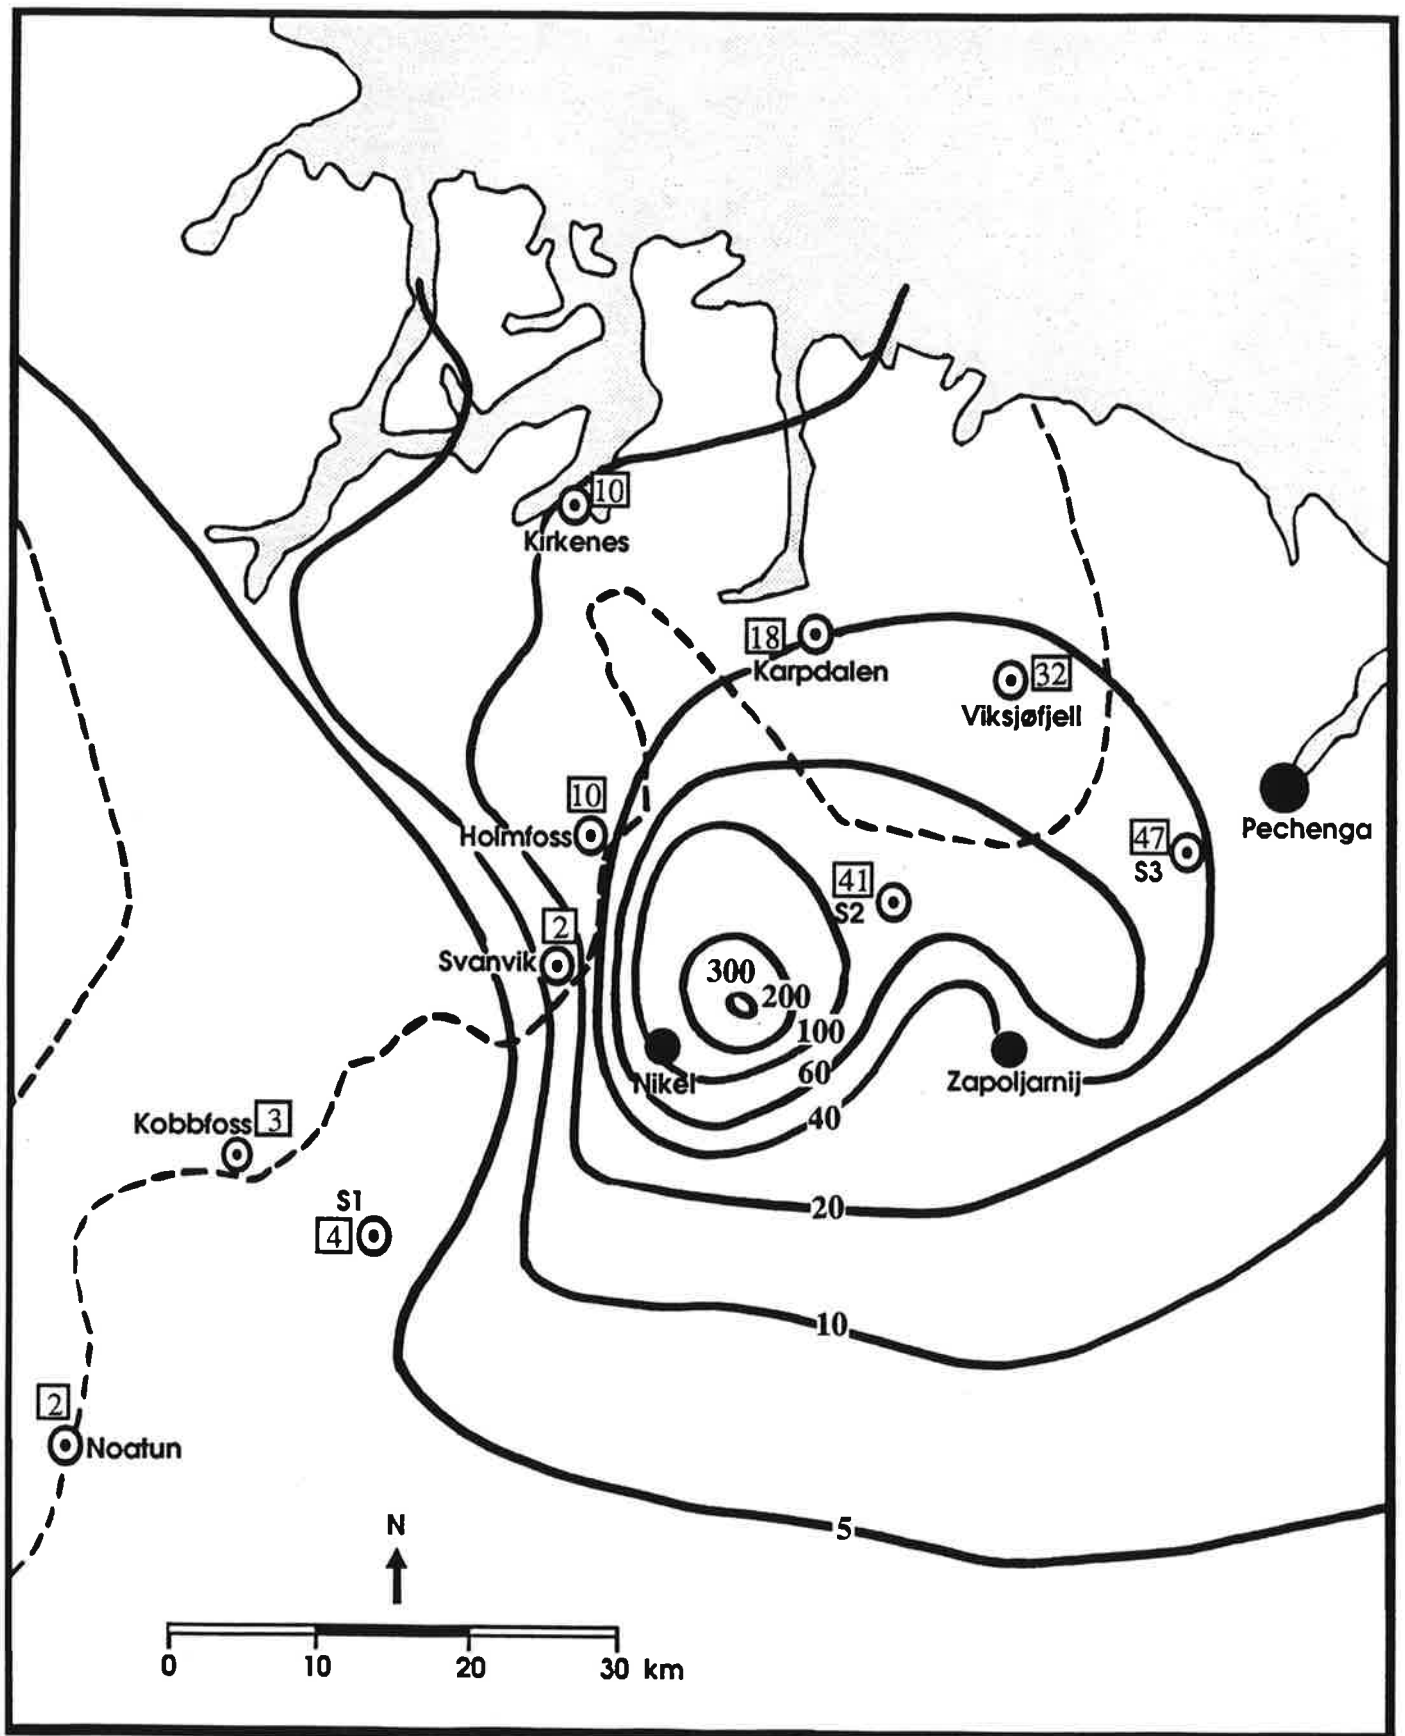 10
Kirkenes
18
Karpdalen
32
Viksjøfjell
10
Holmfoss
Pechenga
47
S3
41
S2
2
Svanvik
300
200
100
Nikel
60
Zapoljarnij
40
Kobbfoss 3
S1
4
20
10
2
Noatun
5
N
0 10 20 30 km